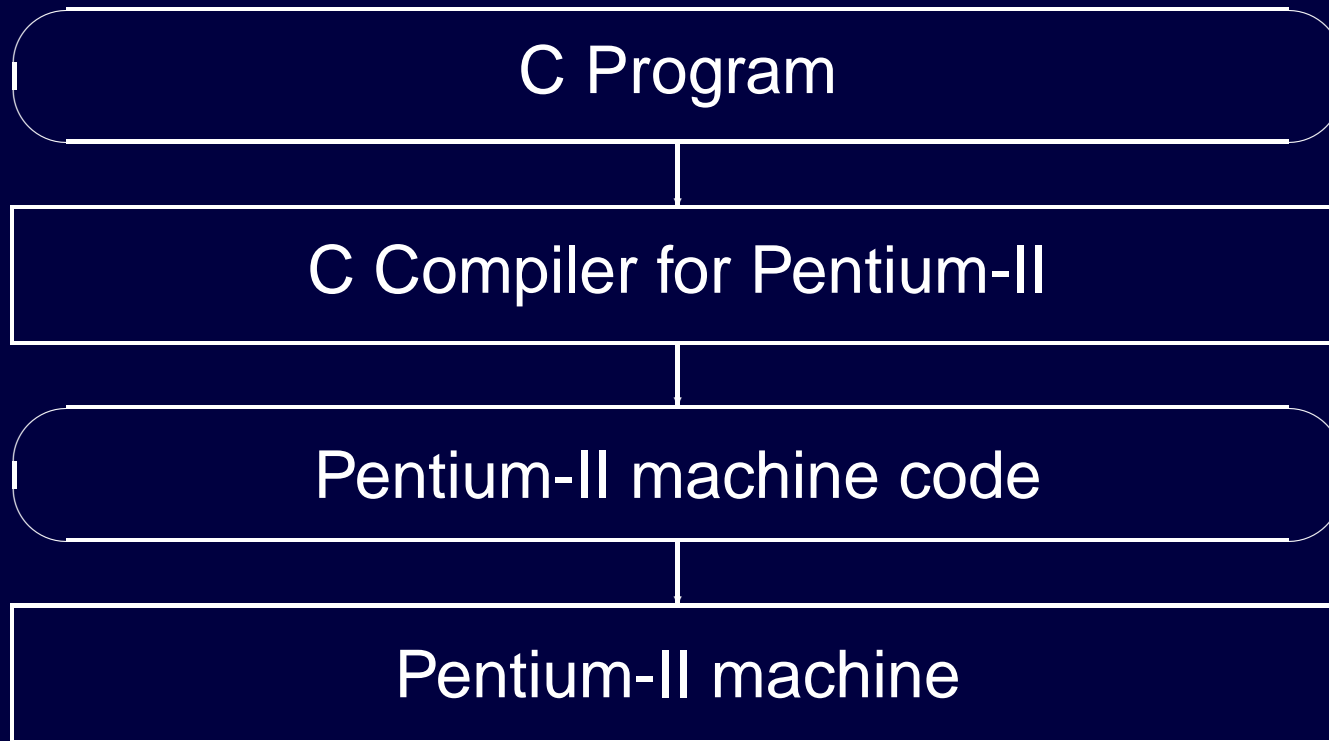 C Program
C Compiler for Pentium-II
Pentium-II machine code
Pentium-II machine